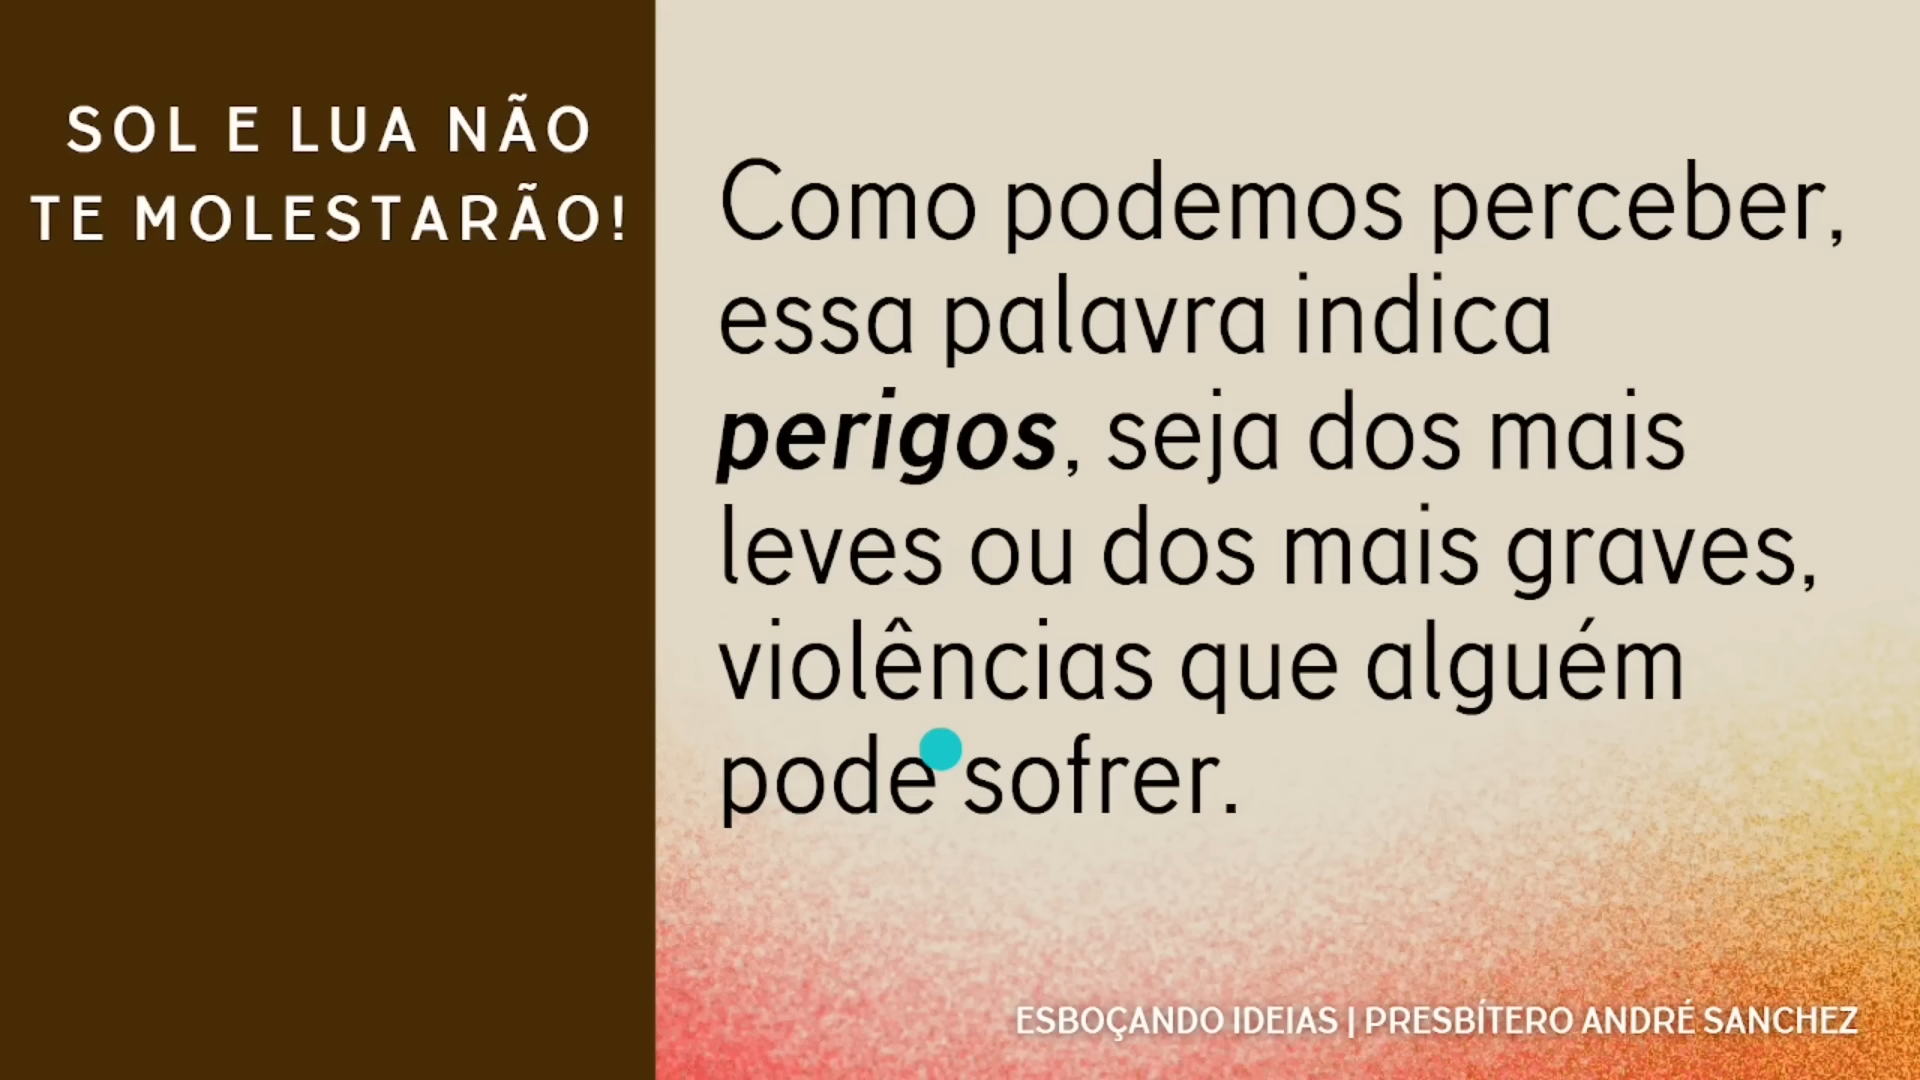 SOL E LUA NÃO
TE MOLESTARÃO!
Como podemos perceber,
essa palavra indica
perigos, seja dos mais
leves ou dos mais graves,
violências que alguém
pode sofrer.
ESBOÇANDO IDEIAS | PRESBÍTERO ANDRÉ SANCHEZ